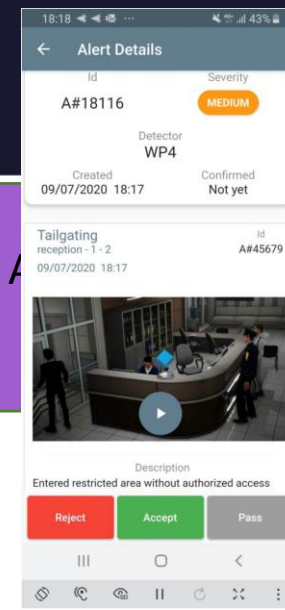 18:18 43%
Alert Details
Id Severity
A#18116 MEDIUM
Detector
WP4
Created Confirmed
09/07/2020 18:17 Not yet
Tailgating Id
reception - 1 - 2 A#45679
09/07/2020 18:17
A
Description
Entered restricted area without authorized access
Reject Accept Pass